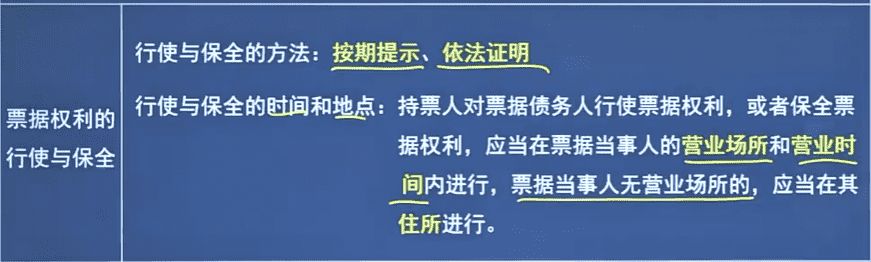 行使与保全的方法：按期提示、依法证明
票据权利的
行使与保全
行使与保全的时间和地点：持票人对票据债务人行使票据权利，或者保全票
据权利，应当在票据当事人的营业场所和营业时
间内进行，票据当事人无营业场所的，应当在其
住所进行。